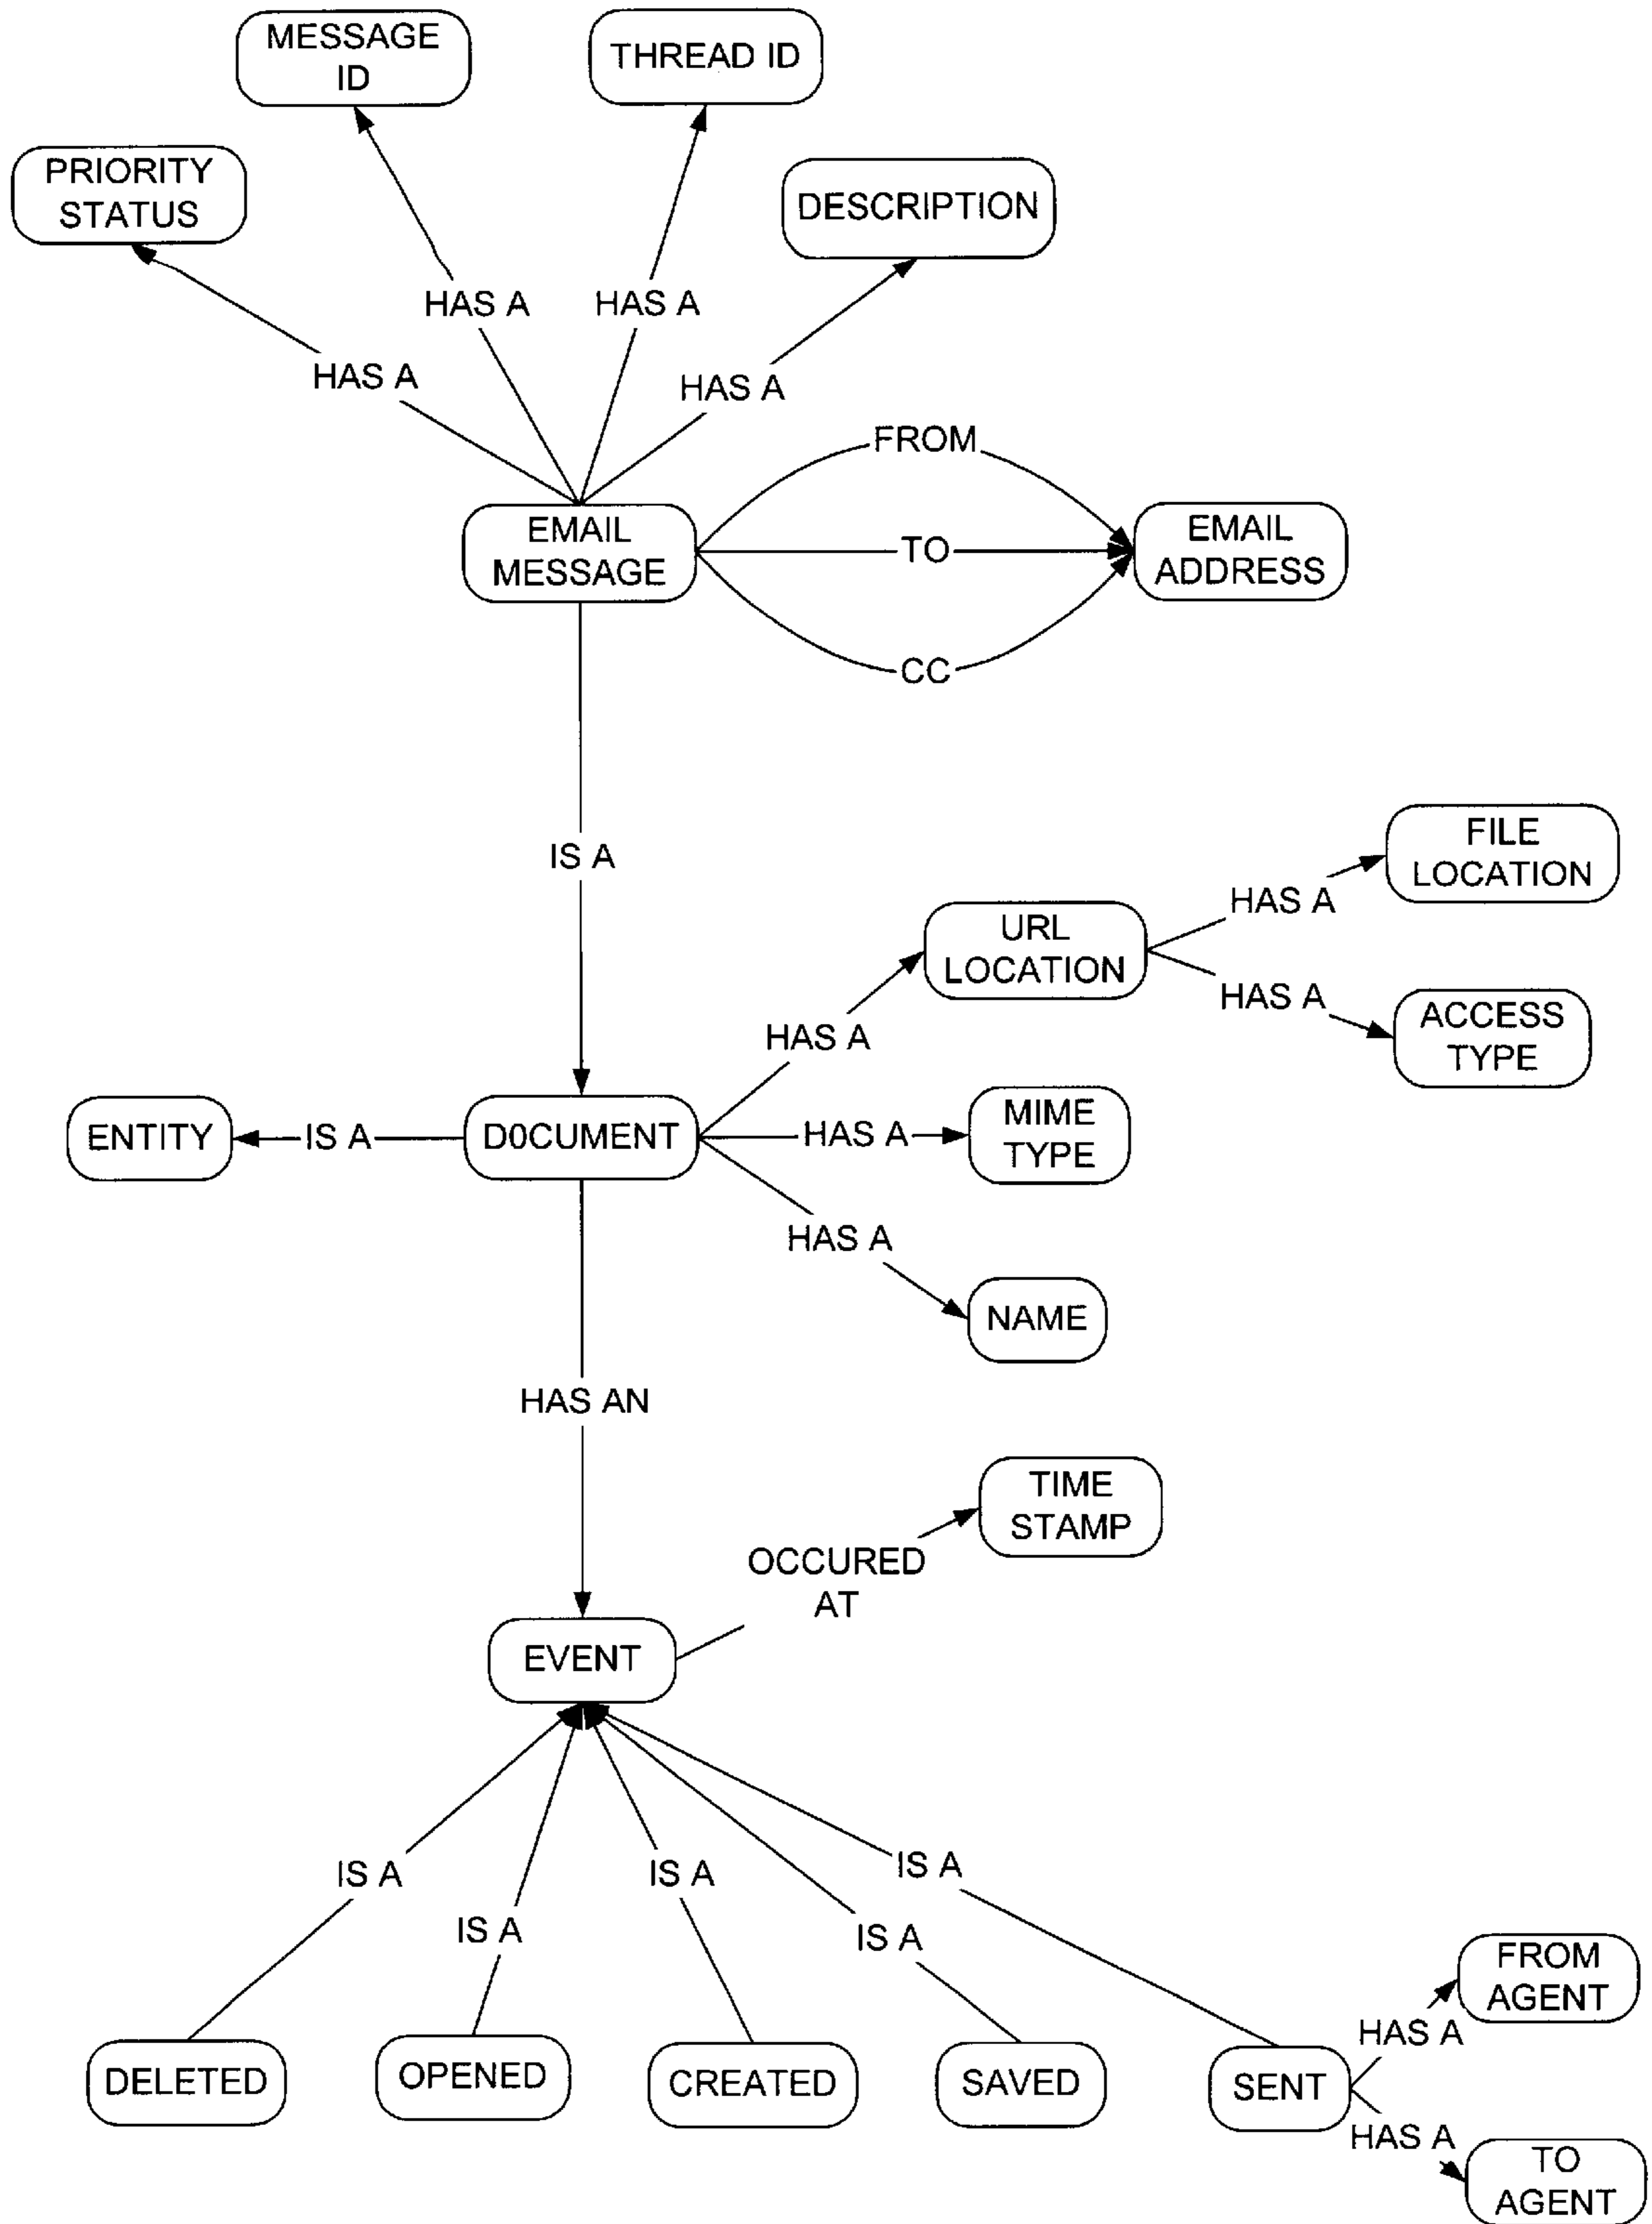 MESSAGE
ID
THREAD ID
PRIORITY
STATUS
DESCRIPTION
HAS A
HAS A
HAS A
HAS A
FROM
EMAIL
MESSAGE
TO
EMAIL
ADDRESS
CC
IS A
FILE
LOCATION
HAS A
URL
LOCATION
HAS A
ACCESS
TYPE
HAS A
ENTITY
IS A
D0CUMENT
HAS A
MIME
TYPE
HAS A
NAME
HAS AN
TIME
STAMP
OCCURED
AT
EVENT
IS A
IS A
IS A
IS A
IS A
FROM
AGENT
HAS A
DELETED
OPENED
CREATED
SAVED
SENT
HAS A
TO
AGENT